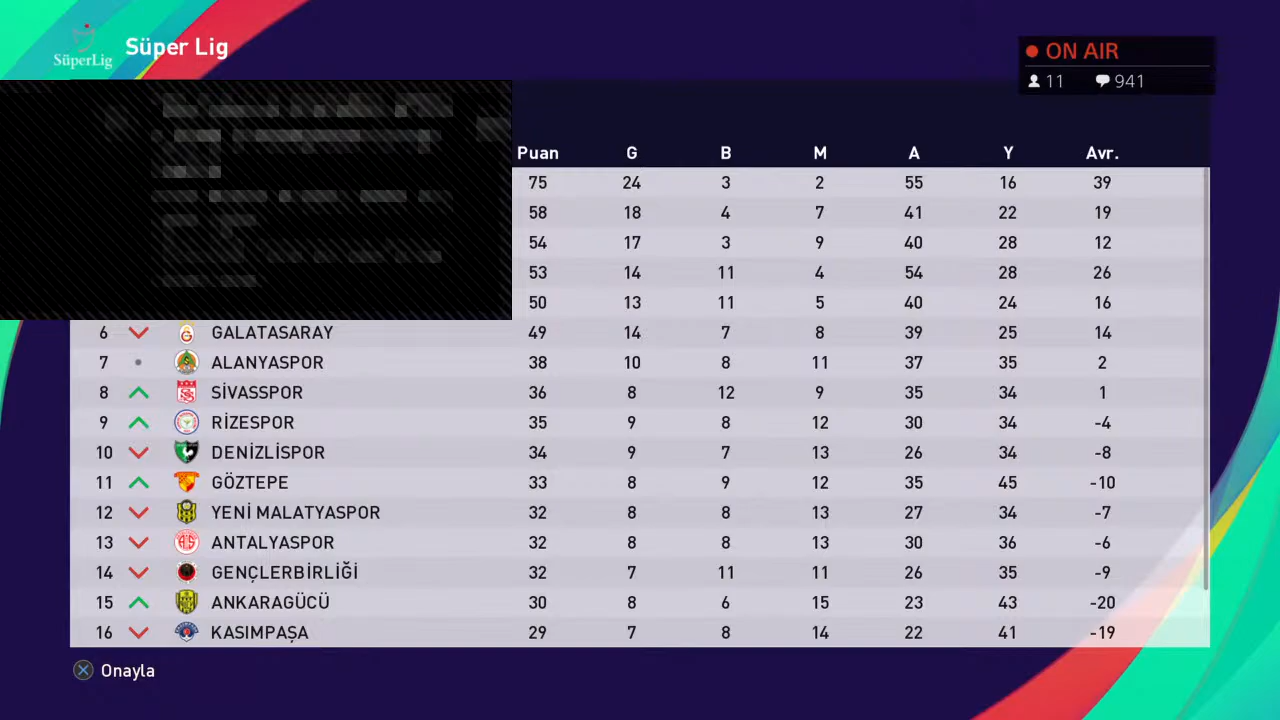 SüperLig Süper Lig
ON AIR
11 941
Puan G B M A Y Avr.
75 24 3 2 55 16 39
58 18 4 7 41 22 19
54 17 3 9 40 28 12
53 14 11 4 54 28 26
50 13 11 5 40 24 16
6 GALATASARAY 49 14 7 8 39 25 14
7 ALANYASPOR 38 10 8 11 37 35 2
8 SİVASSPOR 36 8 12 9 35 34 1
9 RİZESPOR 35 9 8 12 30 34 -4
10 DENİZLİSPOR 34 9 7 13 26 34 -8
11 GÖZTEPE 33 8 9 12 35 45 -10
12 YENİ MALATYASPOR 32 8 8 13 27 34 -7
13 ANTALYASPOR 32 8 8 13 30 36 -6
14 GENÇLERBİRLİĞİ 32 7 11 11 26 35 -9
15 ANKARAGÜCÜ 30 8 6 15 23 43 -20
16 KASIMPAŞA 29 7 8 14 22 41 -19
Onayla